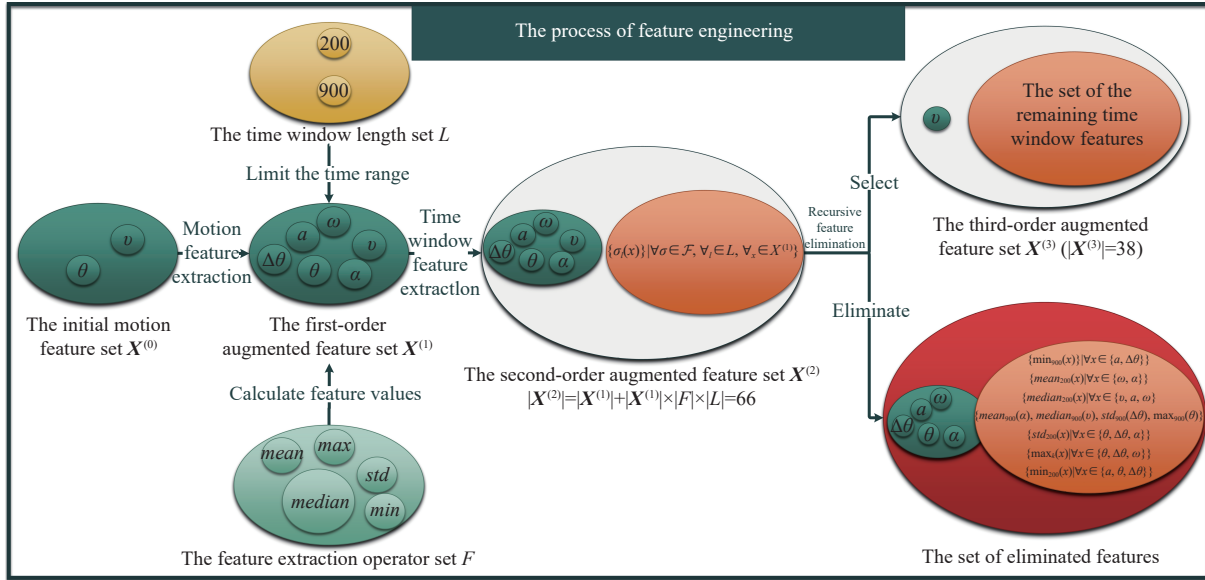 The process of feature engineering
200
900
The time window length set L
Limit the time range
υ
θ
The initial motion
feature set X⁽⁰⁾
Motion
feature
extraction
ω
a
υ
Δθ
θ
α
The first-order
augmented feature set X⁽¹⁾
Calculate feature values
mean
max
std
median
min
The feature extraction operator set F
Time
window
feature
extractlon
ω
a
υ
Δθ
θ
α
{σₗ(x)}|∀σ∈ℱ, ∀ₗ∈L, ∀ₓ∈X⁽¹⁾}
The second-order augmented feature set X⁽²⁾
|X⁽²⁾|=|X⁽¹⁾|+|X⁽¹⁾|×|F|×|L|=66
Recursive
feature
elimination
Select
Eliminate
υ
The set of the
remaining time
window features
The third-order augmented
feature set X⁽³⁾ (|X⁽³⁾|=38)
ω
a
Δθ
θ
α
{min₉₀₀(x)}|∀x∈{a, Δθ}}
{mean₂₀₀(x)|∀x∈{ω, α}}
{median₂₀₀(x)|∀x∈{υ, a, ω}
{mean₉₀₀(α), median₉₀₀(υ), std₉₀₀(Δθ), max₉₀₀(θ)}
{std₂₀₀(x)|∀x∈{θ, Δθ, α}}
{max₄(x)|∀x∈{θ, Δθ, ω}}
{min₂₀₀(x)|∀x∈{a, θ, Δθ}}
The set of eliminated features